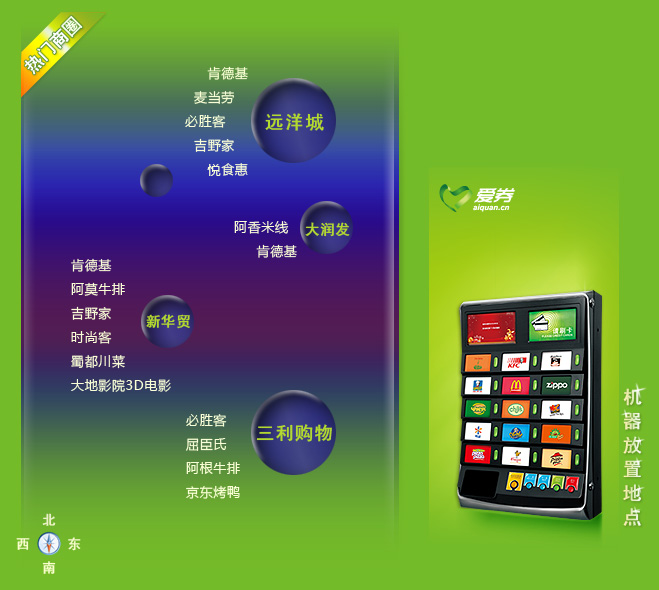 热门商圈
肯德基
麦当劳
必胜客
吉野家
悦食惠
远洋城
阿香米线
肯德基
大润发
肯德基
阿莫牛排
吉野家
时尚客
蜀都川菜
大地影院3D电影
新华贸
必胜客
屈臣氏
阿根牛排
京东烤鸭
三利购物
北
西
东
南
爱券
aiquan.cn
请刷卡
KFC
zippo
机器放置地点